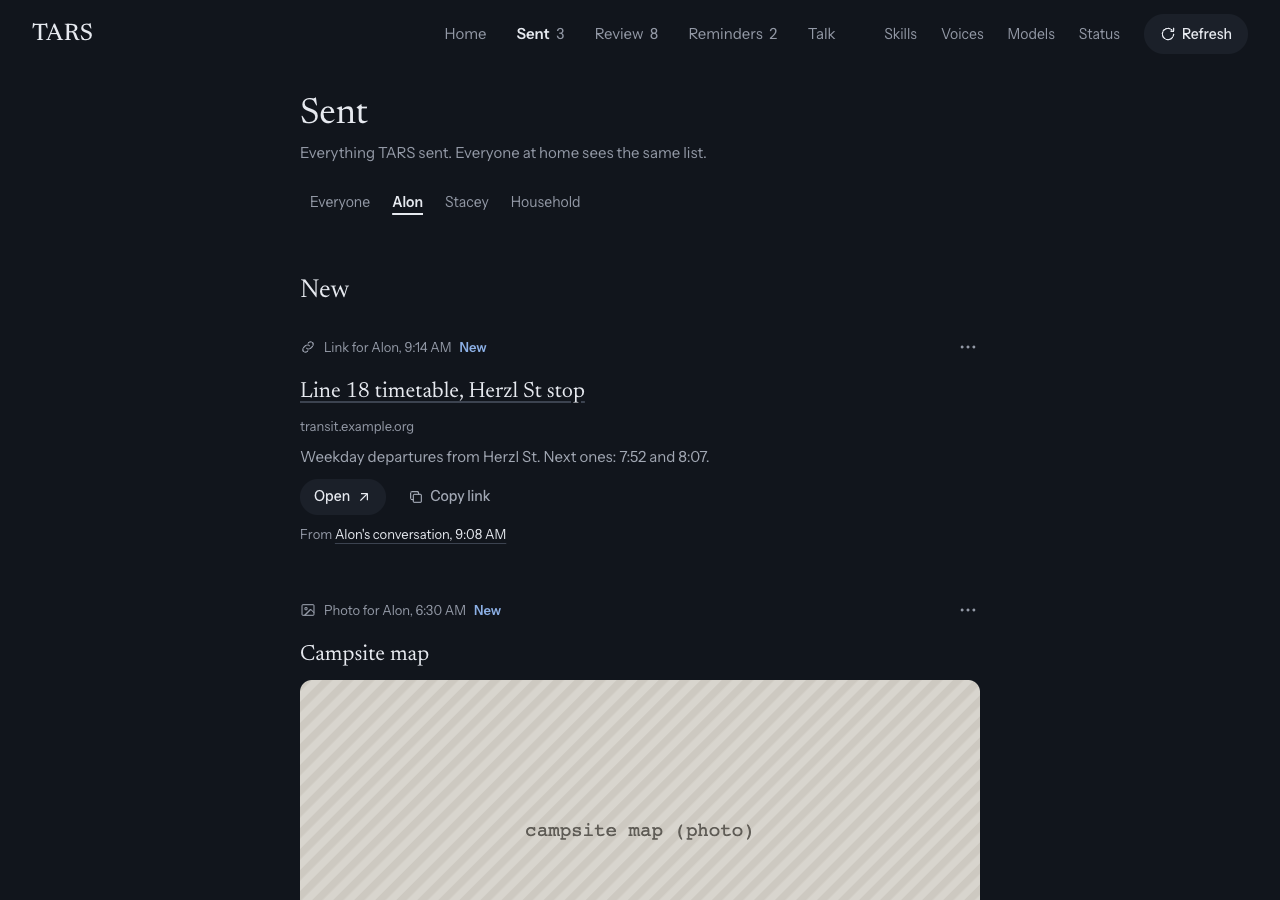 TARS
Home Sent 3 Review 8 Reminders 2 Talk Skills Voices Models Status Refresh
Sent
Everything TARS sent. Everyone at home sees the same list.
Everyone Alon Stacey Household
New
Link for Alon, 9:14 AM New
Line 18 timetable, Herzl St stop
transit.example.org
Weekday departures from Herzl St. Next ones: 7:52 and 8:07.
Open Copy link
From Alon's conversation, 9:08 AM
Photo for Alon, 6:30 AM New
Campsite map
campsite map (photo)